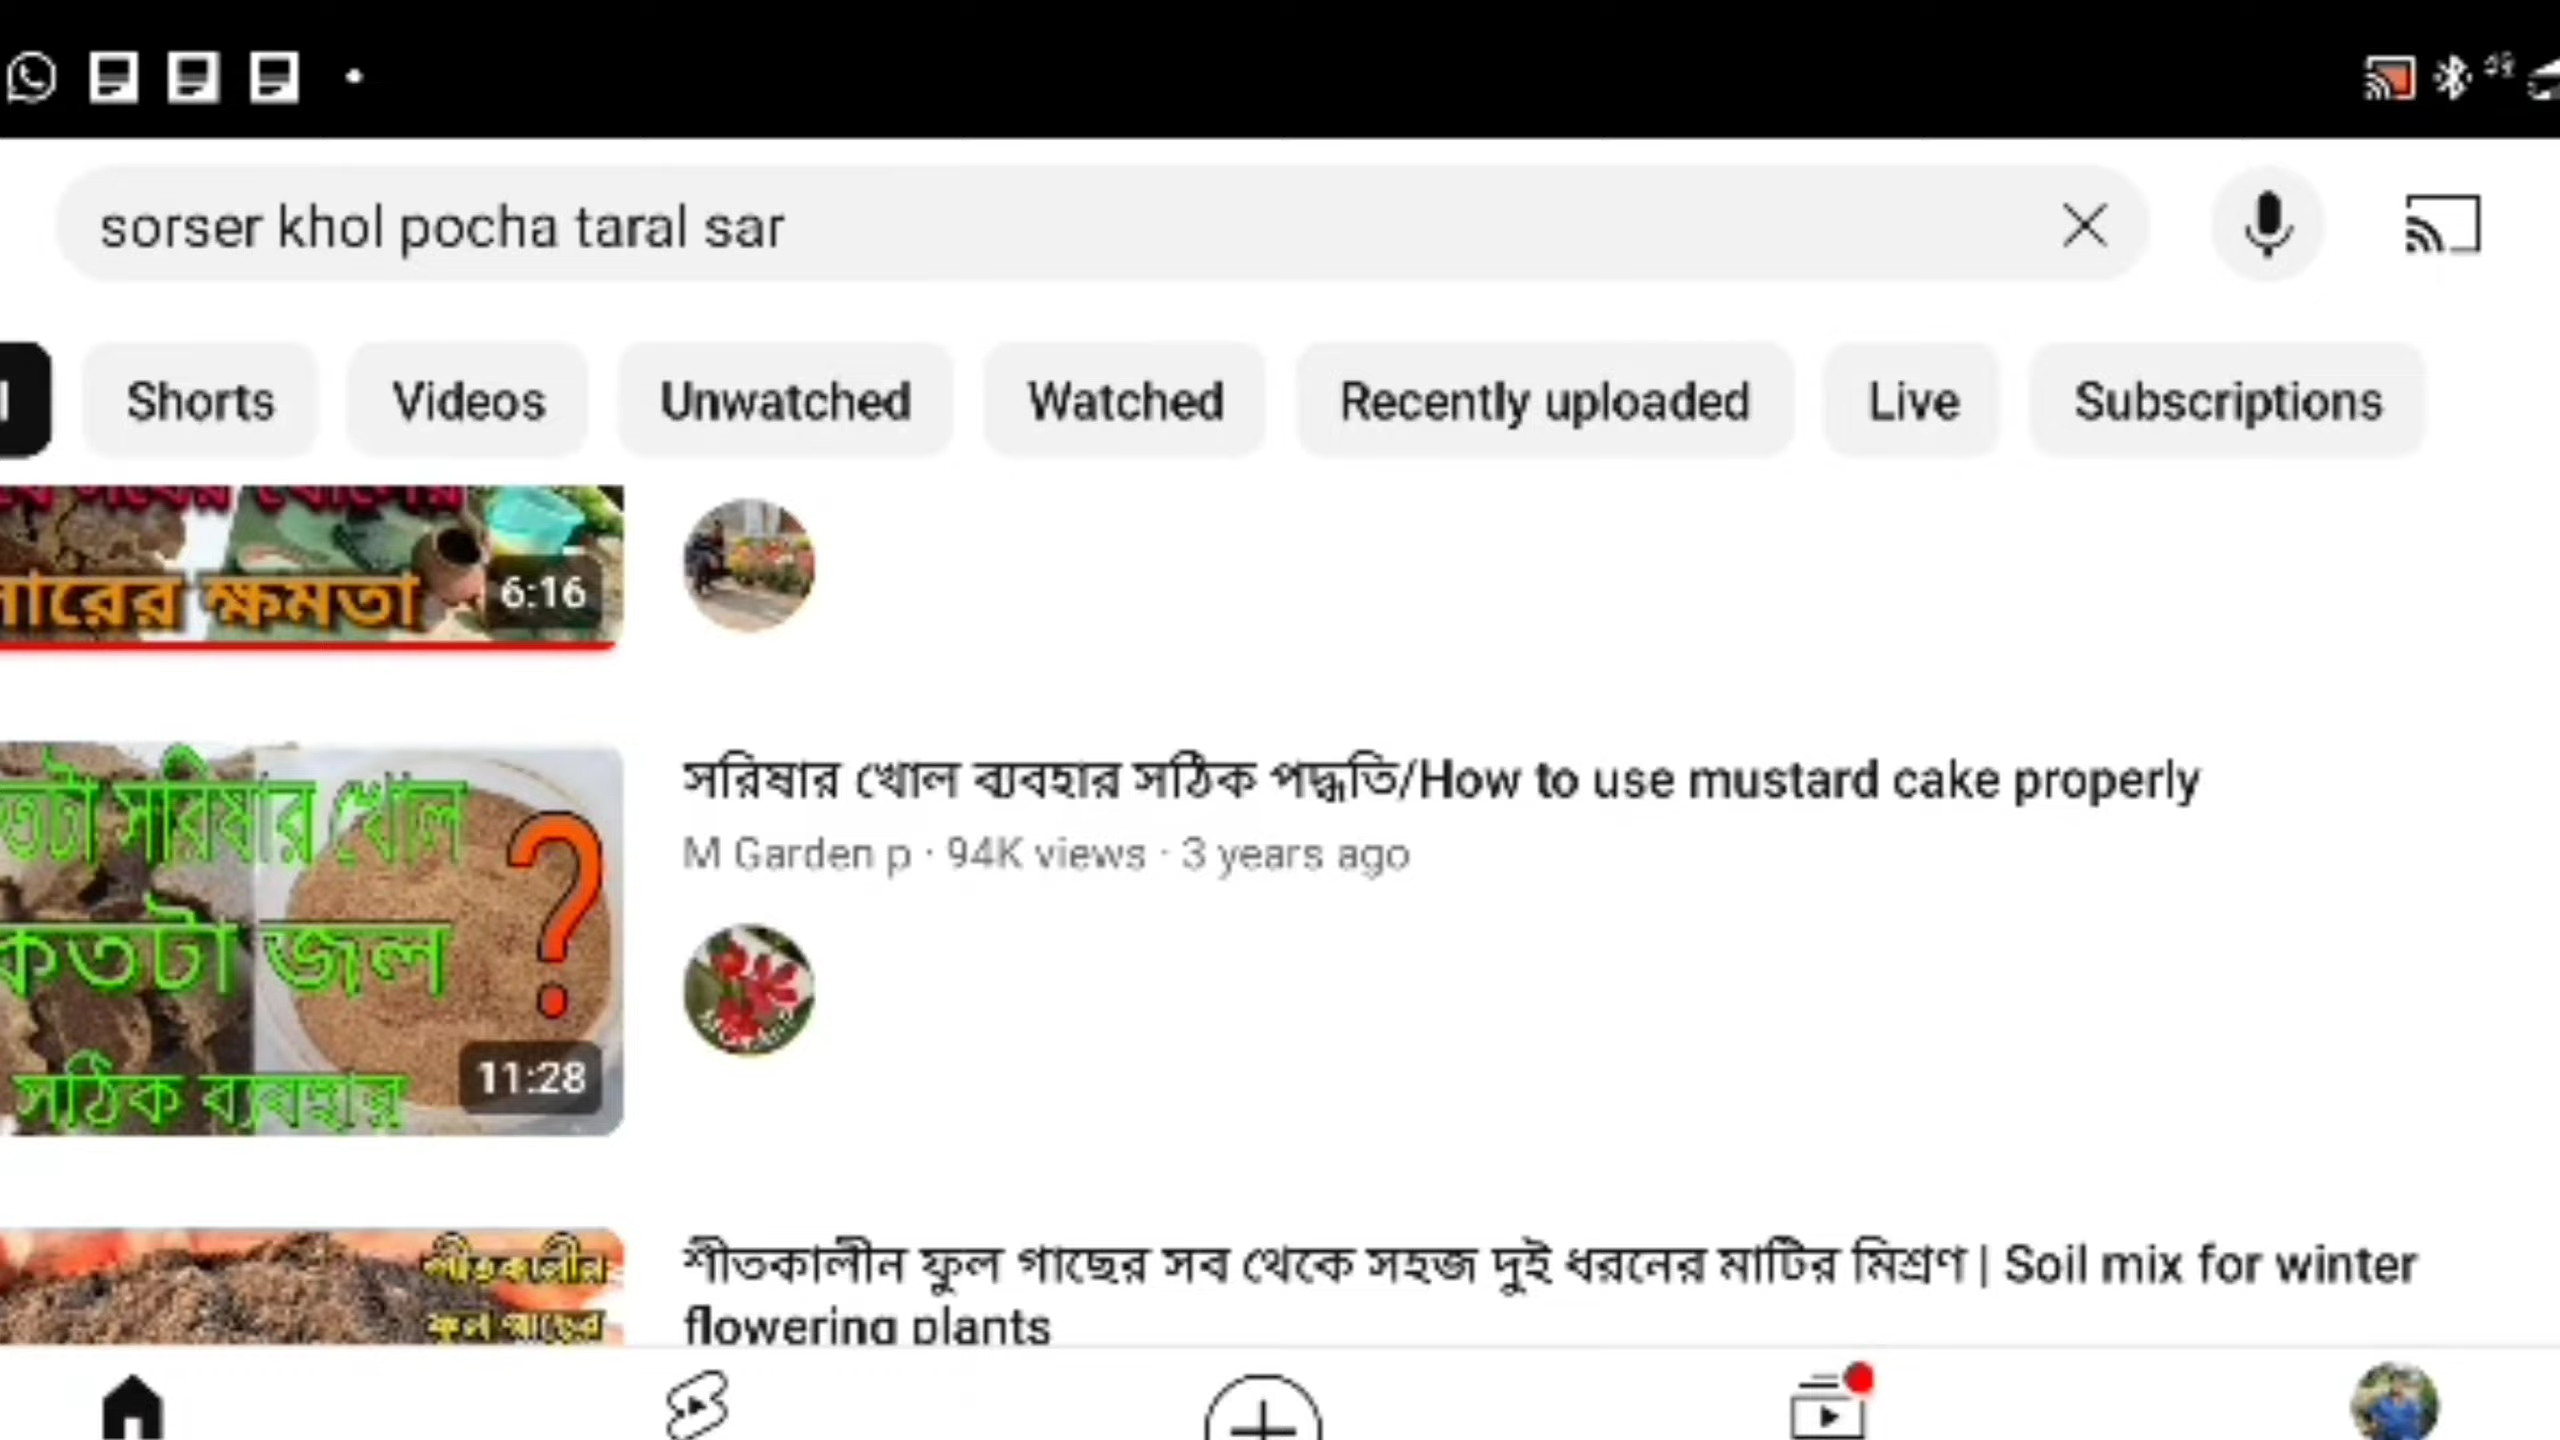 sorser khol pocha taral sar
Shorts Videos Unwatched Watched Recently uploaded Live Subscriptions
ক্ষমতা
6:16
সরিষার খোল ব্যবহার সঠিক পদ্ধতি/How to use mustard cake properly
M Garden p · 94K views · 3 years ago
সরিষার খোল
কতটা জল
?
সঠিক ব্যবহার
11:28
শীতকালীন ফুল গাছের সব থেকে সহজ দুই ধরনের মাটির মিশ্রণ | Soil mix for winter
flowering plants
শীতকালীন
ফুল গাছের